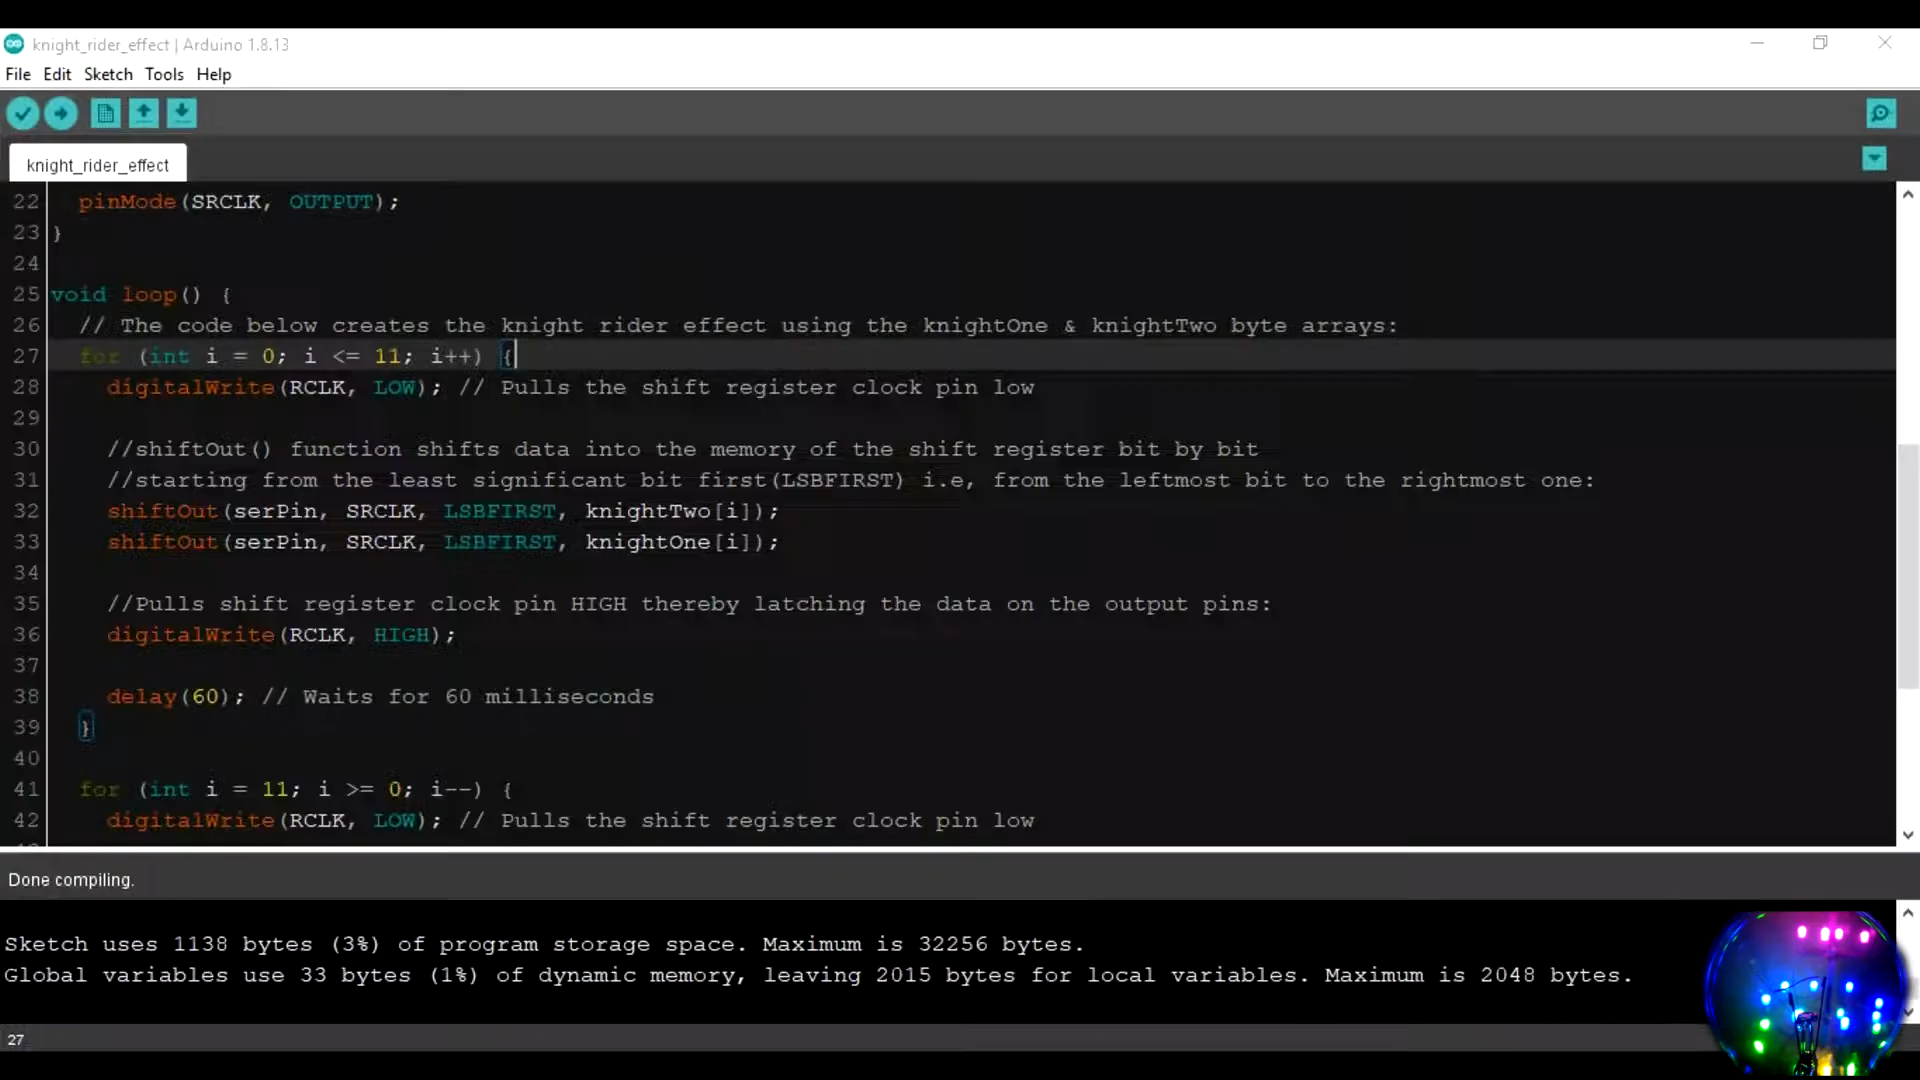 knight_rider_effect | Arduino 1.8.13
File Edit Sketch Tools Help
knight_rider_effect
22 pinMode(SRCLK, OUTPUT);
23 }
24
25 void loop() {
26 // The code below creates the knight rider effect using the knightOne & knightTwo byte arrays:
27 for (int i = 0; i <= 11; i++) {
28 digitalWrite(RCLK, LOW); // Pulls the shift register clock pin low
29
30 //shiftOut() function shifts data into the memory of the shift register bit by bit
31 //starting from the least significant bit first(LSBFIRST) i.e, from the leftmost bit to the rightmost one:
32 shiftOut(serPin, SRCLK, LSBFIRST, knightTwo[i]);
33 shiftOut(serPin, SRCLK, LSBFIRST, knightOne[i]);
34
35 //Pulls shift register clock pin HIGH thereby latching the data on the output pins:
36 digitalWrite(RCLK, HIGH);
37
38 delay(60); // Waits for 60 milliseconds
39 }
40
41 for (int i = 11; i >= 0; i--) {
42 digitalWrite(RCLK, LOW); // Pulls the shift register clock pin low
Done compiling.
Sketch uses 1138 bytes (3%) of program storage space. Maximum is 32256 bytes.
Global variables use 33 bytes (1%) of dynamic memory, leaving 2015 bytes for local variables. Maximum is 2048 bytes.
27